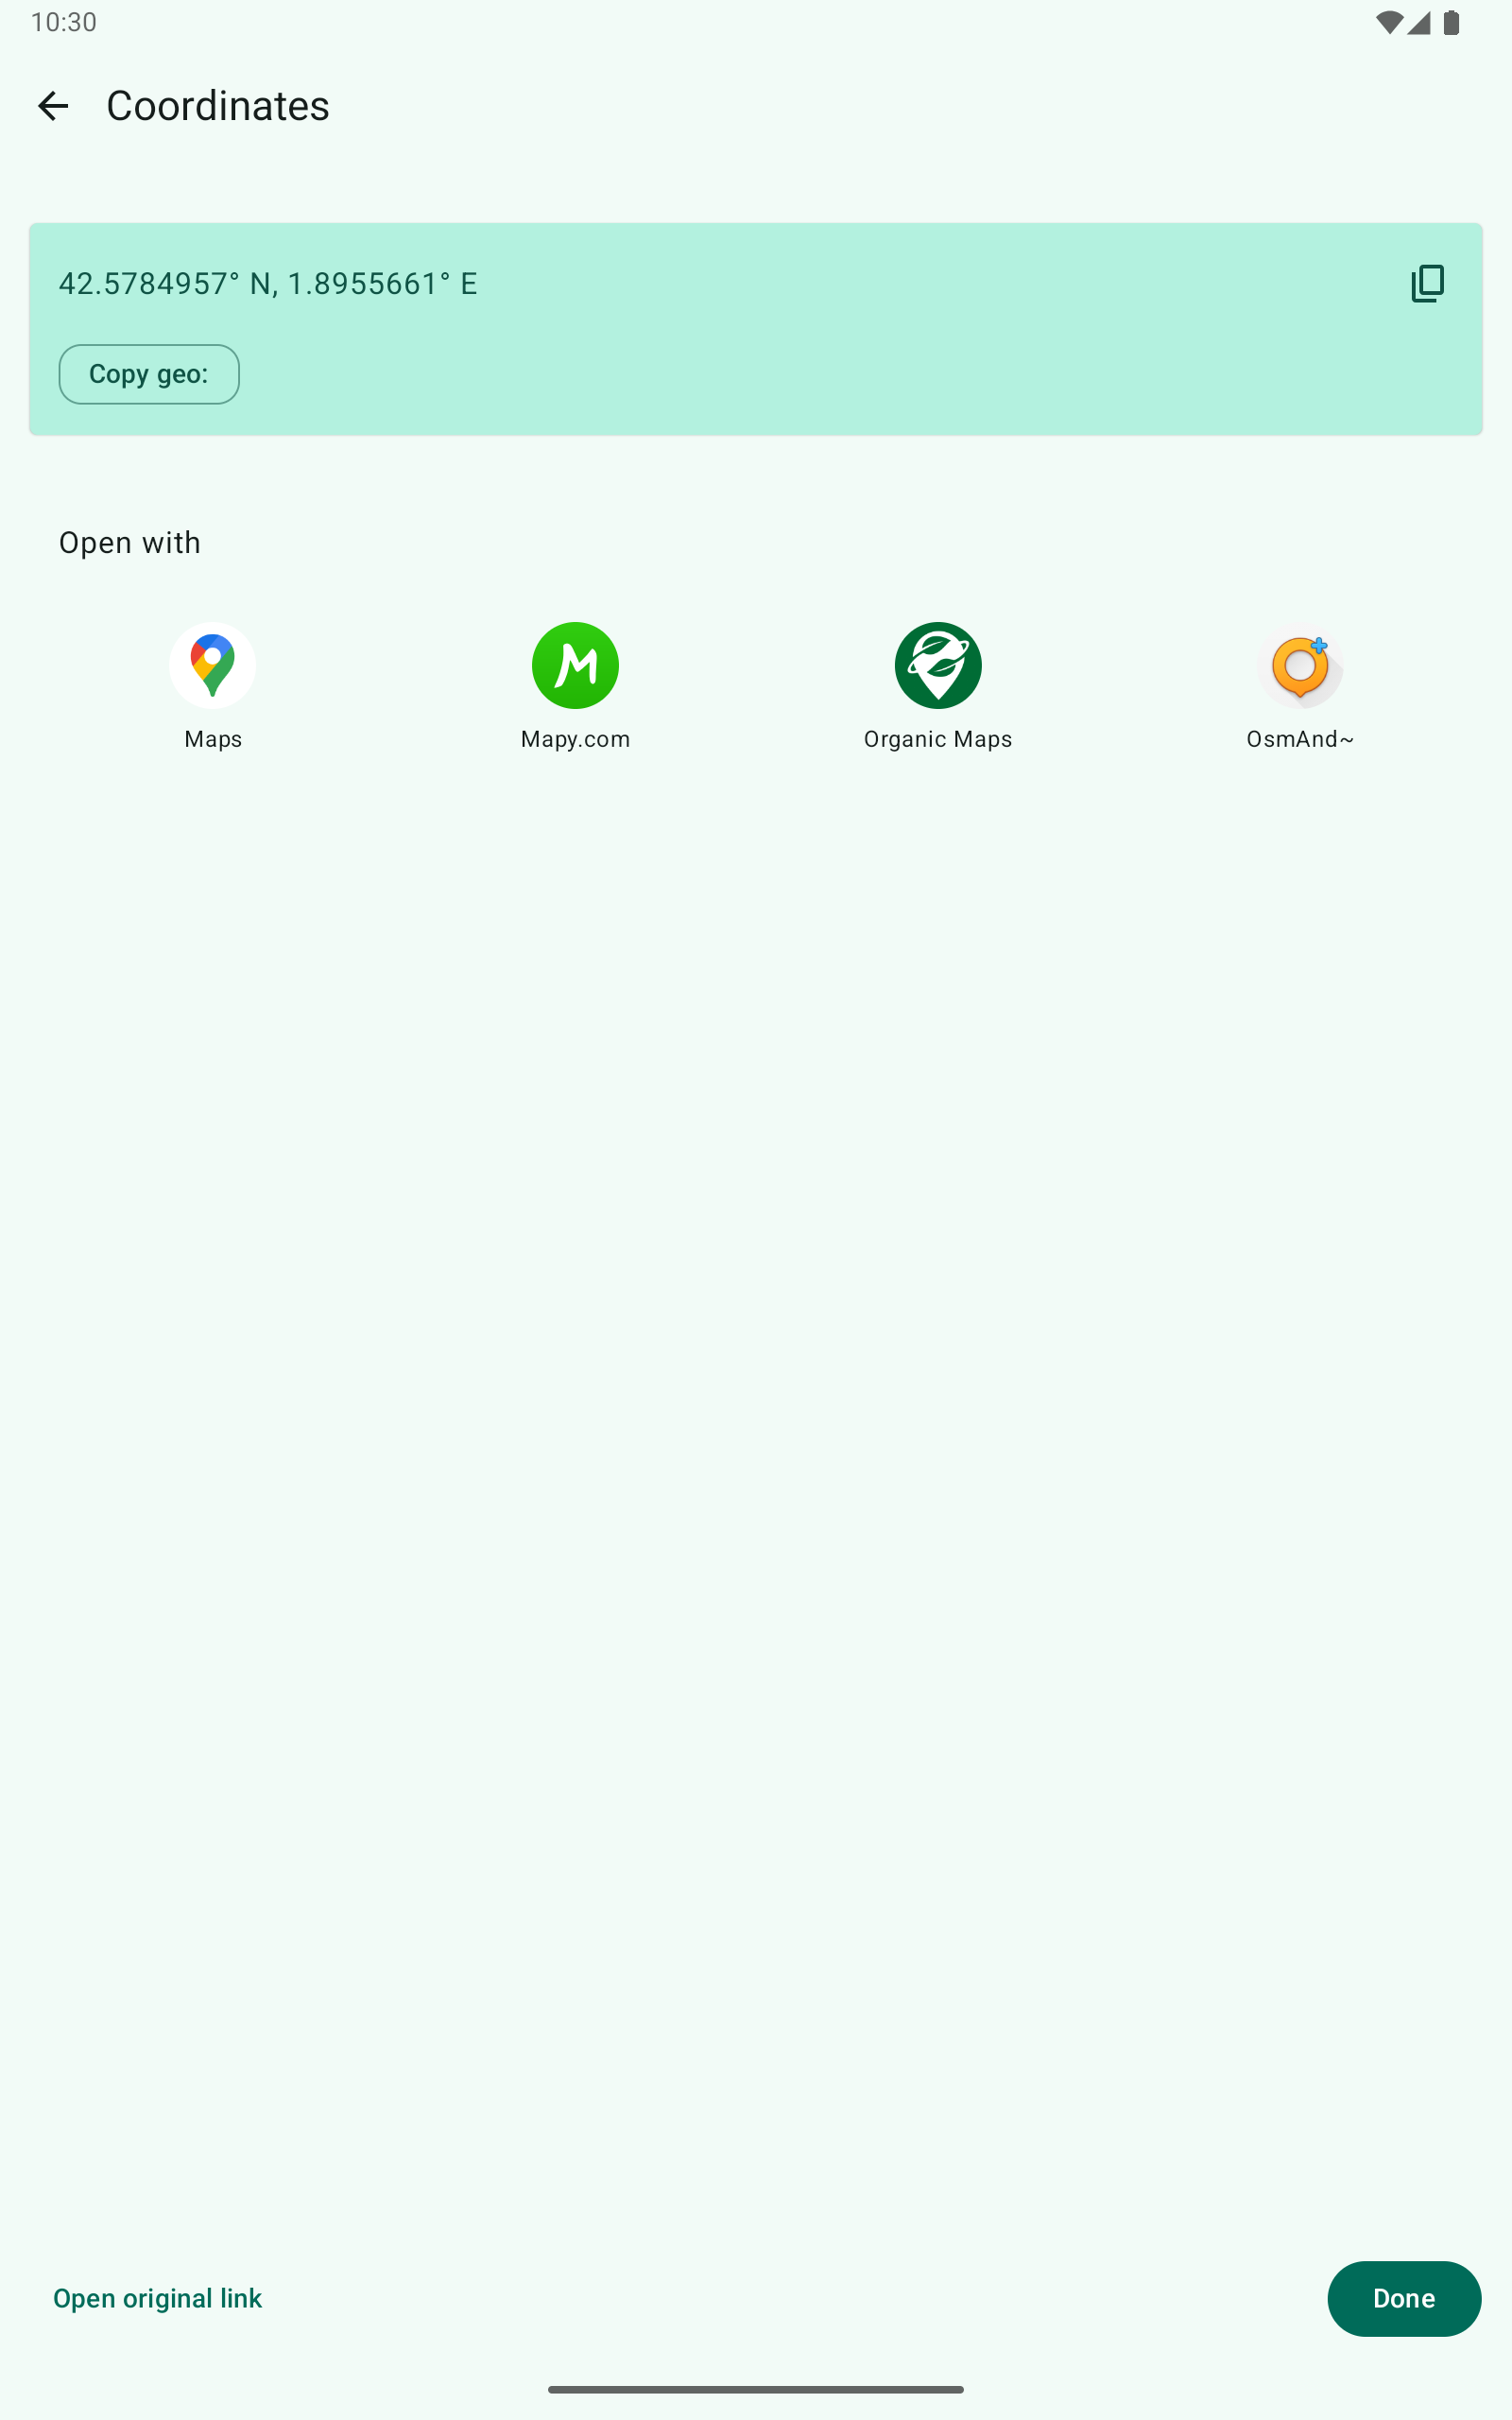 10:30
Coordinates
42.5784957° N, 1.8955661° E
Copy geo:
Open with
Maps
Mapy.com
Organic Maps
OsmAnd~
Open original link
Done